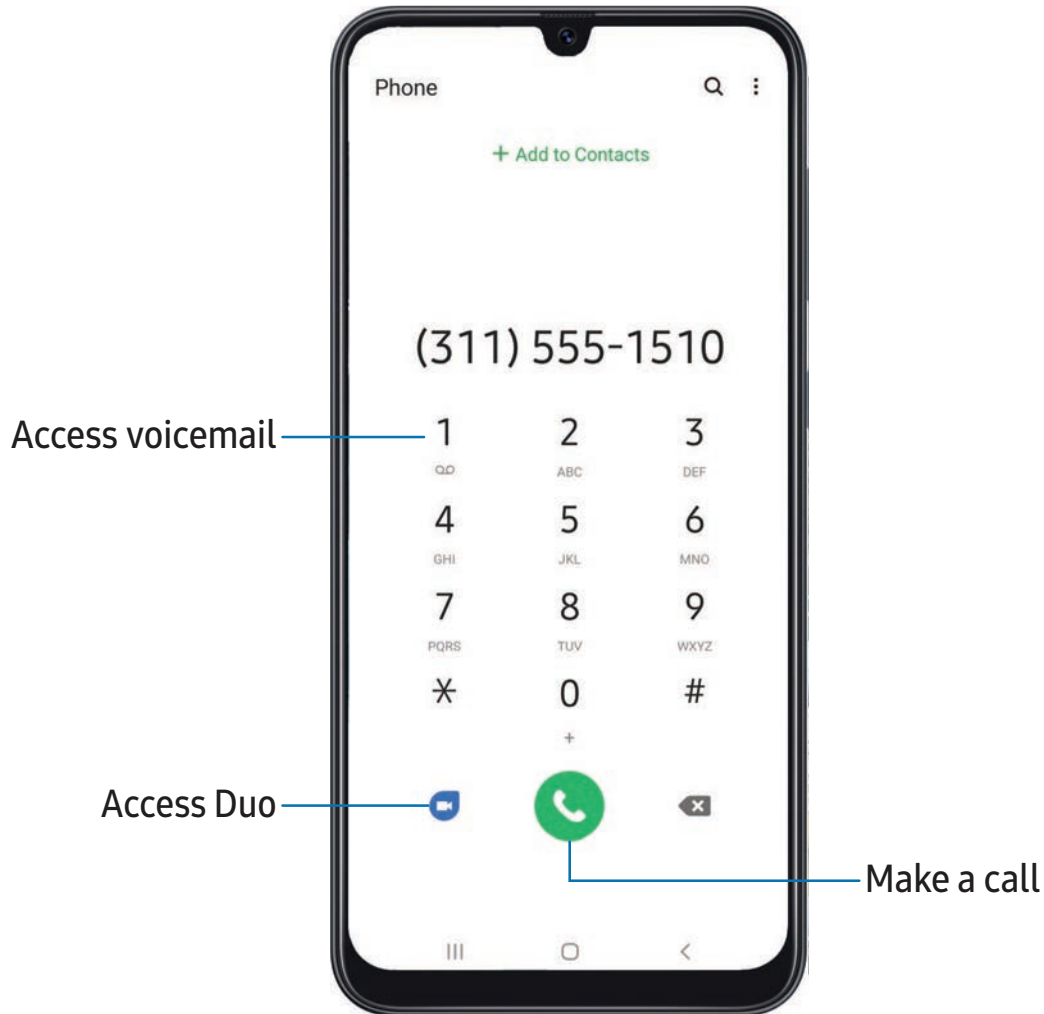 Phone
+ Add to Contacts
(311) 555-1510
Access voicemail
1 2 3
ABC DEF
4 5 6
GHI JKL MNO
7 8 9
PQRS TUV WXYZ
* 0 #
+
Access Duo
Make a call